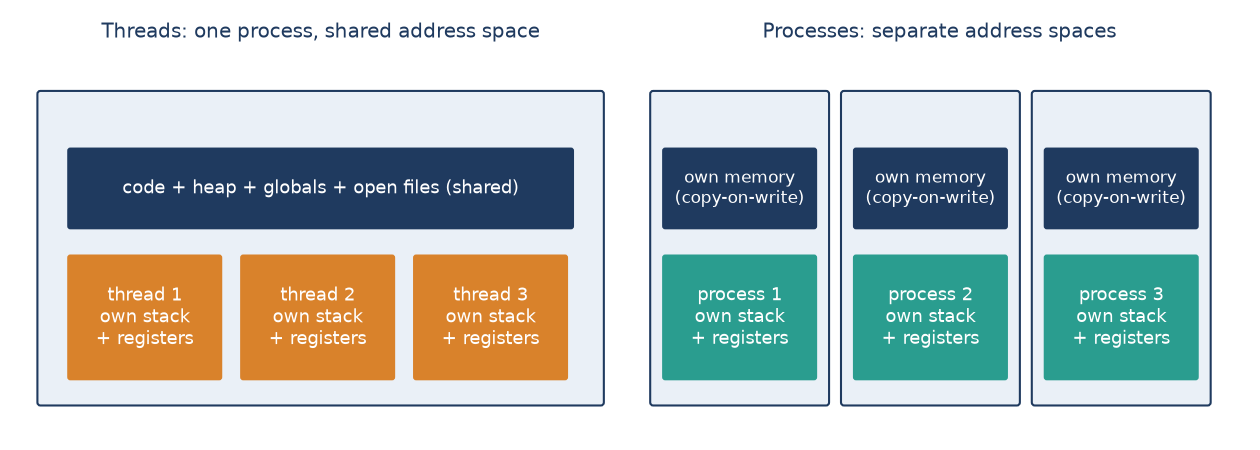 Threads: one process, shared address space
code + heap + globals + open files (shared)
thread 1
own stack
+ registers
thread 2
own stack
+ registers
thread 3
own stack
+ registers
Processes: separate address spaces
own memory
(copy-on-write)
process 1
own stack
+ registers
own memory
(copy-on-write)
process 2
own stack
+ registers
own memory
(copy-on-write)
process 3
own stack
+ registers